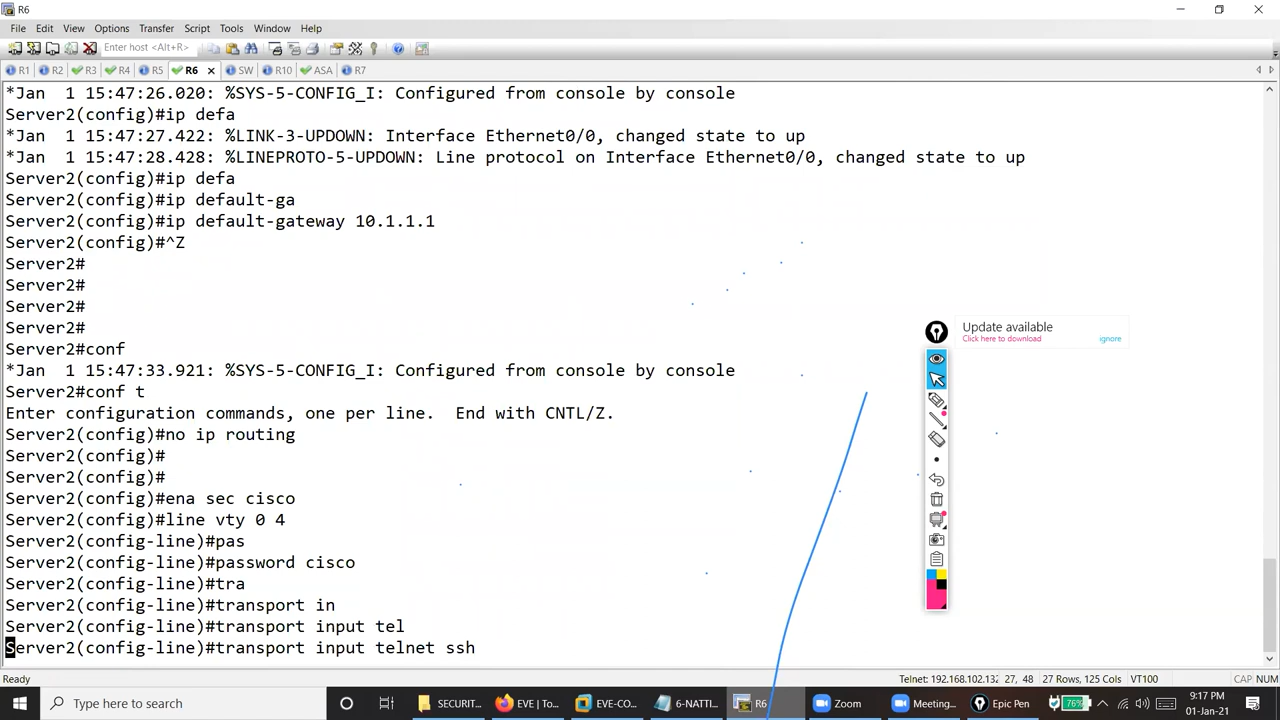 R6
File Edit View Options Transfer Script Tools Window Help
Enter host <Alt+R>
R1 R2 R3 R4 R5 R6 SW R10 ASA R7
*Jan  1 15:47:26.020: %SYS-5-CONFIG_I: Configured from console by console
Server2(config)#ip defa
*Jan  1 15:47:27.422: %LINK-3-UPDOWN: Interface Ethernet0/0, changed state to up
*Jan  1 15:47:28.428: %LINEPROTO-5-UPDOWN: Line protocol on Interface Ethernet0/0, changed state to up
Server2(config)#ip defa
Server2(config)#ip default-ga
Server2(config)#ip default-gateway 10.1.1.1
Server2(config)#^Z
Server2#
Server2#
Server2#
Server2#
Server2#conf
*Jan  1 15:47:33.921: %SYS-5-CONFIG_I: Configured from console by console
Server2#conf t
Enter configuration commands, one per line.  End with CNTL/Z.
Server2(config)#no ip routing
Server2(config)#
Server2(config)#
Server2(config)#ena sec cisco
Server2(config)#line vty 0 4
Server2(config-line)#pas
Server2(config-line)#password cisco
Server2(config-line)#tra
Server2(config-line)#transport in
Server2(config-line)#transport input tel
Server2(config-line)#transport input telnet ssh
Update available
Click here to download ignore
Ready Telnet: 192.168.102.132 27, 48 27 Rows, 125 Cols VT100 CAP NUM
Type here to search SECURIT... EVE | To... EVE-CO... 6-NATTI... R6 Zoom Meeting... Epic Pen 76% 9:17 PM
01-Jan-21